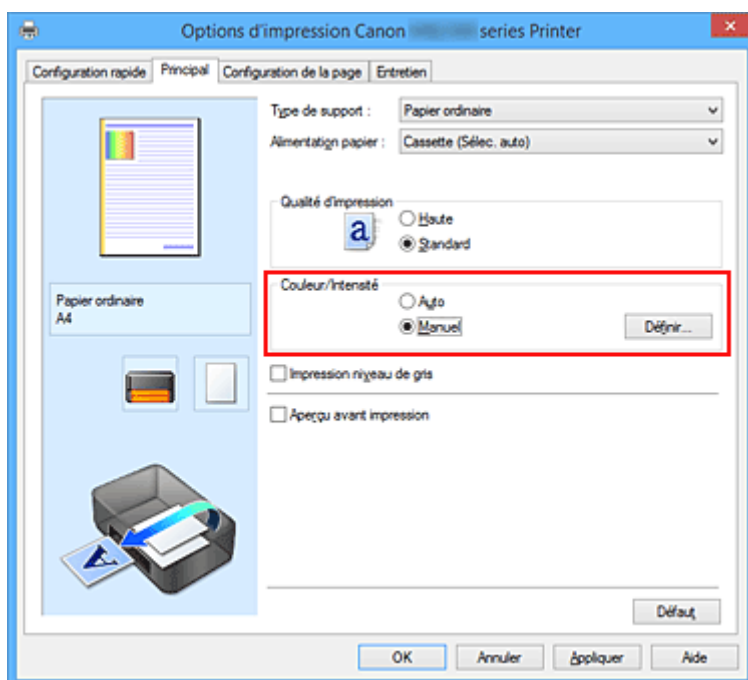 Options d'impression Canon series Printer
Configuration rapide Principal Configuration de la page Entretien
Type de support : Papier ordinaire
Alimentation papier : Cassette (Sélec. auto)
Qualité d'impression
a
Haute
Standard
Couleur/Intensité
Auto
Manuel Définir...
Papier ordinaire
A4
Impression niveau de gris
Aperçu avant impression
A
Défaut
OK Annuler Appliquer Aide